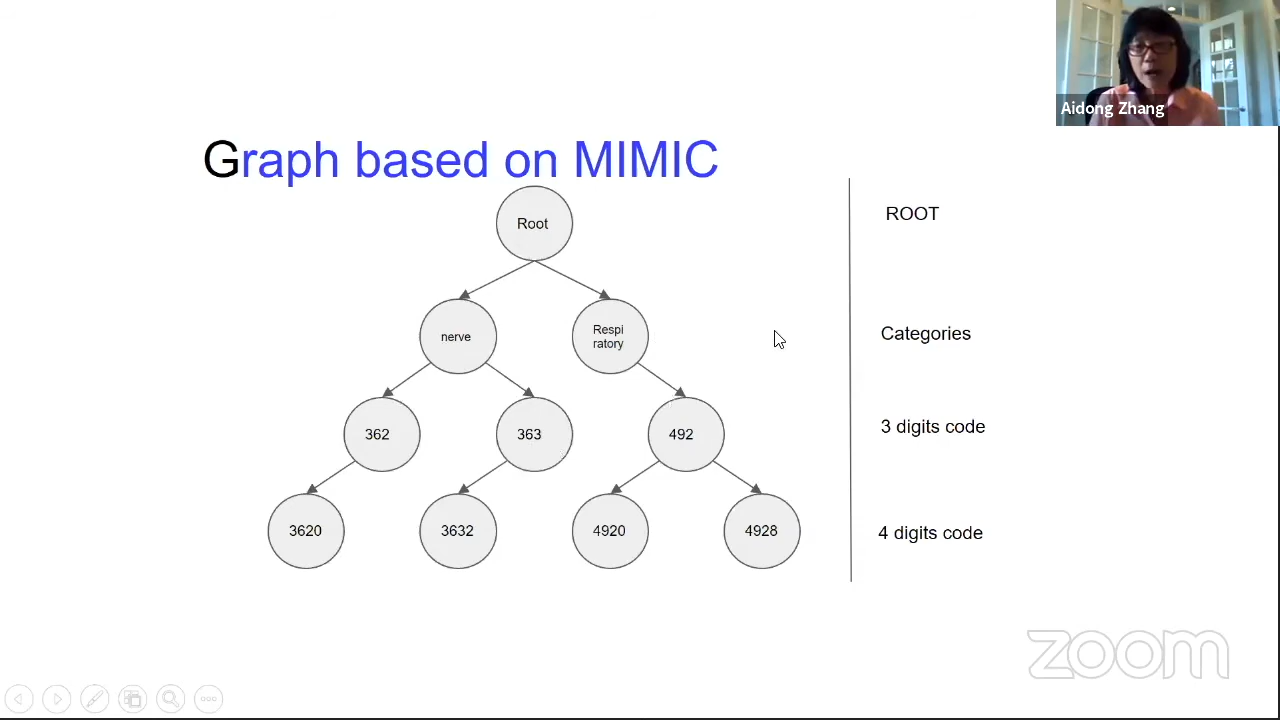 Aidong Zhang
Graph based on MIMIC
Root
ROOT
nerve
Respi
ratory
Categories
362
363
492
3 digits code
3620
3632
4920
4928
4 digits code
zoom